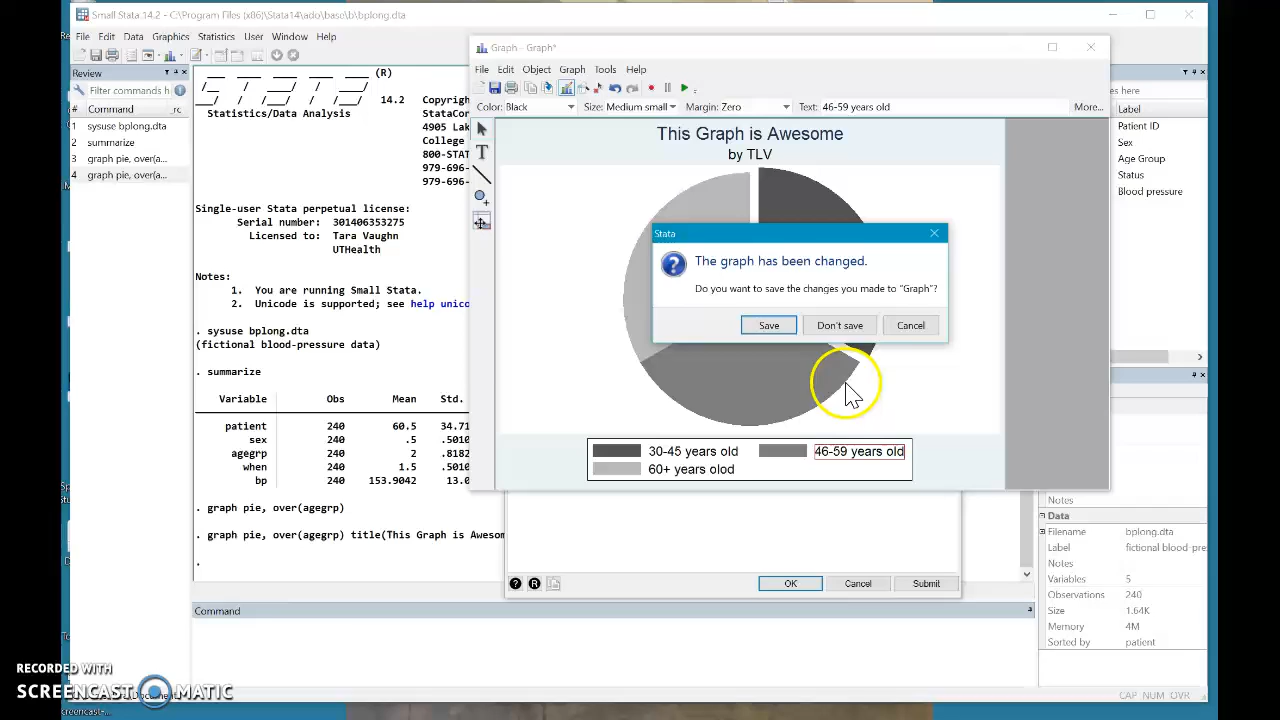 Small Stata 14.2 - C:\Program Files (x86)\Stata14\ado\base\b\bplong.dta
File Edit Data Graphics Statistics User Window Help
Review
Filter commands h
# Command _rc
1 sysuse bplong.dta
2 summarize
3 graph pie, over(a...
4 graph pie, over(a...
(R)
14.2 Copyrigh
Statistics/Data Analysis StataCor
4905 Lak
College
800-STAT
979-696-
979-696-
Single-user Stata perpetual license:
Serial number: 301406353275
Licensed to: Tara Vaughn
UTHealth
Notes:
1. You are running Small Stata.
2. Unicode is supported; see help unico
. sysuse bplong.dta
(fictional blood-pressure data)
. summarize
Variable Obs Mean Std.
patient 240 60.5 34.71
sex 240 .5 .5010
agegrp 240 2 .8182
when 240 1.5 .5010
bp 240 153.9042 13.0
. graph pie, over(agegrp)
. graph pie, over(agegrp) title(This Graph is Awesom
.
Command
Graph - Graph*
File Edit Object Graph Tools Help
Color: Black Size: Medium small Margin: Zero Text: 46-59 years old More...
T
This Graph is Awesome
by TLV
Stata
The graph has been changed.
Do you want to save the changes you made to "Graph"?
Save Don't save Cancel
30-45 years old 46-59 years old
60+ years olod
? R OK Cancel Submit
es here
Label
Patient ID
Sex
Age Group
Status
Blood pressure
Notes
Data
Filename bplong.dta
Label fictional blood-pre
Notes
Variables 5
Observations 240
Size 1.64K
Memory 4M
Sorted by patient
CAP NUM OVR
RECORDED WITH
SCREENCAST MATIC
creencast-...